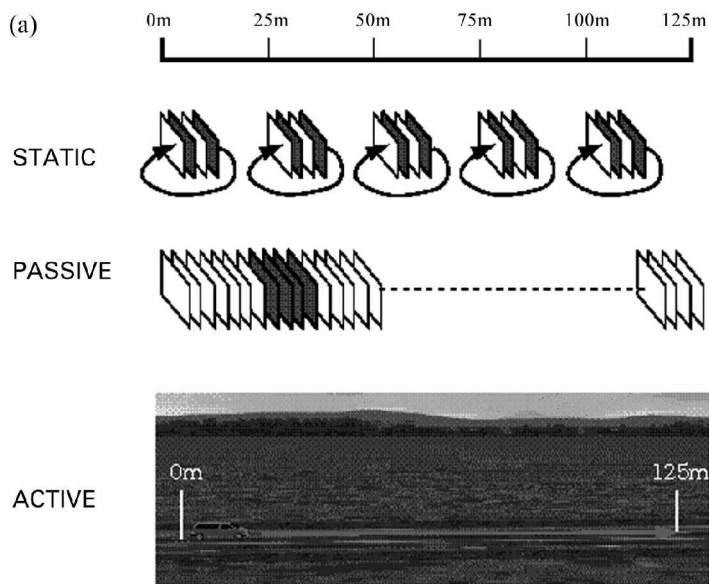 (a)
0m 25m 50m 75m 100m 125m
STATIC
PASSIVE
0m 125m
ACTIVE